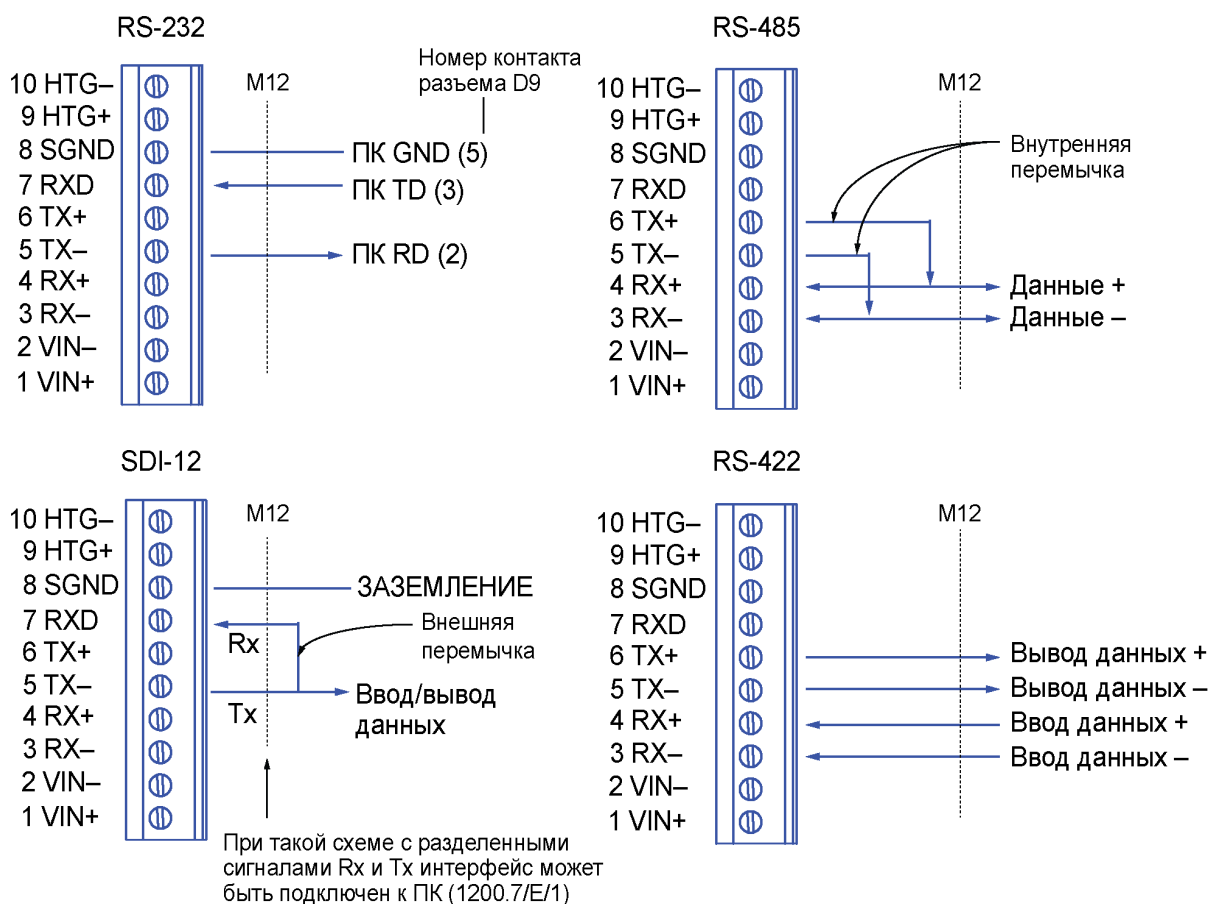 RS-232
Номер контакта
разъема D9
M12
10 HTG–
9 HTG+
8 SGND
7 RXD
6 TX+
5 TX–
4 RX+
3 RX–
2 VIN–
1 VIN+
ПК GND (5)
ПК TD (3)
ПК RD (2)
RS-485
M12
10 HTG–
9 HTG+
8 SGND
7 RXD
6 TX+
5 TX–
4 RX+
3 RX–
2 VIN–
1 VIN+
Внутренняя
перемычка
Данные +
Данные –
SDI-12
M12
10 HTG–
9 HTG+
8 SGND
7 RXD
6 TX+
5 TX–
4 RX+
3 RX–
2 VIN–
1 VIN+
ЗАЗЕМЛЕНИЕ
Rx
Внешняя
перемычка
Tx
Ввод/вывод
данных
При такой схеме с разделенными
сигналами Rx и Tx интерфейс может
быть подключен к ПК (1200.7/E/1)
RS-422
M12
10 HTG–
9 HTG+
8 SGND
7 RXD
6 TX+
5 TX–
4 RX+
3 RX–
2 VIN–
1 VIN+
Вывод данных +
Вывод данных –
Ввод данных +
Ввод данных –